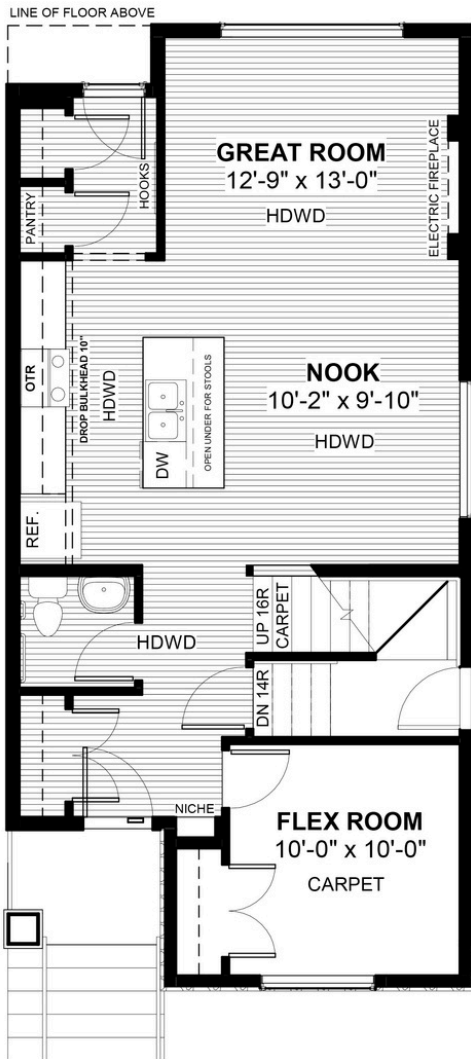 LINE OF FLOOR ABOVE
GREAT ROOM
12'-9" x 13'-0"
HDWD
ELECTRIC FIREPLACE
HOOKS
PANTRY
OTR
DROP BULKHEAD 10"
HDWD
DW
OPEN UNDER FOR STOOLS
NOOK
10'-2" x 9'-10"
HDWD
REF.
HDWD
UP 16R
CARPET
DN 14R
NICHE
FLEX ROOM
10'-0" x 10'-0"
CARPET